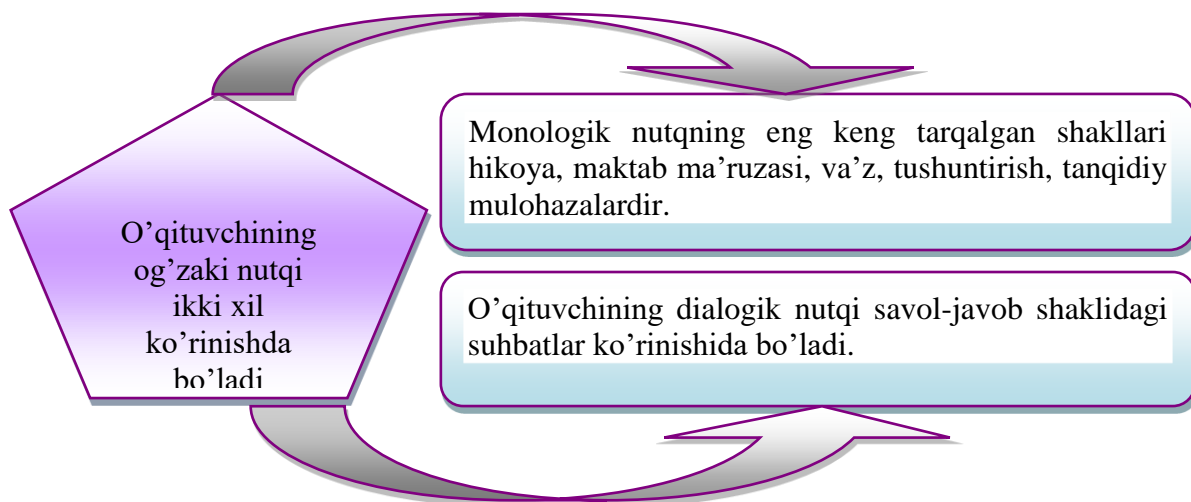 O’qituvchining
og’zaki nutqi
ikki xil
ko’rinishda
bo’ladi
Monologik nutqning eng keng tarqalgan shakllari
hikoya, maktab ma’ruzasi, va’z, tushuntirish, tanqidiy
mulohazalardir.
O’qituvchining dialogik nutqi savol-javob shaklidagi
suhbatlar ko’rinishida bo’ladi.